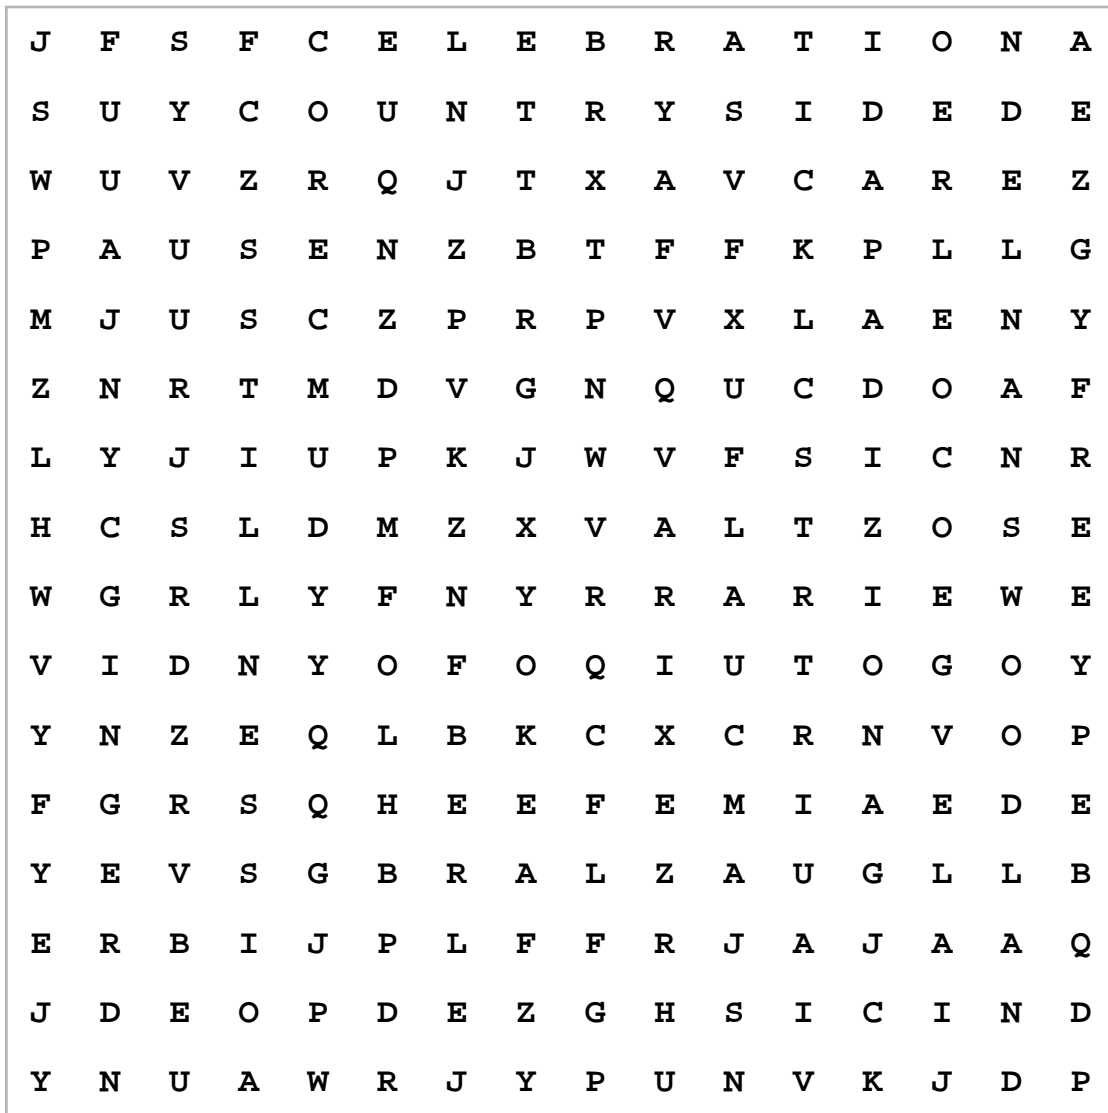 J F S F C E L E B R A T I O N A
S U Y C O U N T R Y S I D E D E
W U V Z R Q J T X A V C A R E Z
P A U S E N Z B T F F K P L L G
M J U S C Z P R P V X L A E N Y
Z N R T M D V G N Q U C D O A F
L Y J I U P K J W V F S I C N R
H C S L D M Z X V A L T Z O S E
W G R L Y F N Y R R A R I E W E
V I D N Y O F O Q I U T O G O Y
Y N Z E Q L B K C X C R N V O P
F G R S Q H E E F E M I A E D E
Y E V S G B R A L Z A U G L L B
E R B I J P L F F R J A J A A Q
J D E O P D E Z G H S I C I N D
Y N U A W R J Y P U N V K J D P